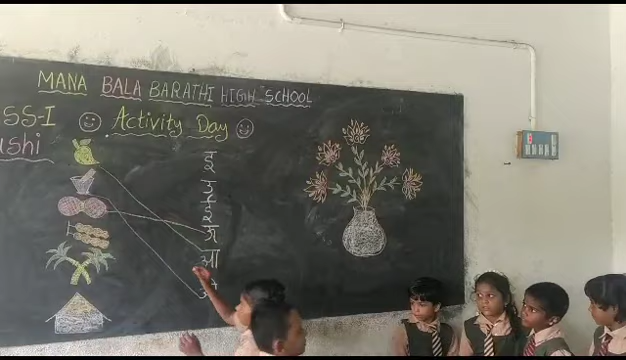 MANA BALA BARATHI HIGH SCHOOL
SS-I Activity Day
ushi
इ
उ
ई
अ
आ